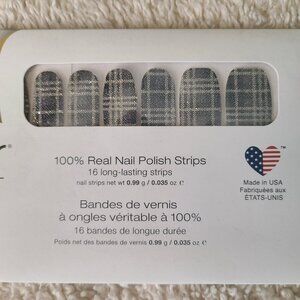 100% Real Nail Polish Strips
16 long-lasting strips
nail strips net wt 0.99 g / 0.035 oz ℮
Made in USA
Fabriquées aux
ÉTATS-UNIS
Bandes de vernis
à ongles véritable à 100%
16 bandes de longue durée
Poids net des bandes de vernis 0.99 g / 0.035 oz ℮